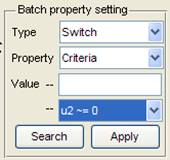 Batch property setting
Type Switch
Property Criteria
Value --
-- u2 ~= 0
Search Apply